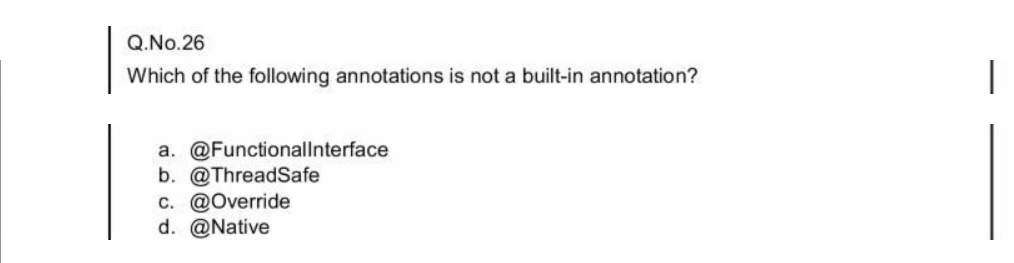 Q.No.26
Which of the following annotations is not a built-in annotation?
a. @FunctionalInterface
b. @ThreadSafe
c. @Override
d. @Native